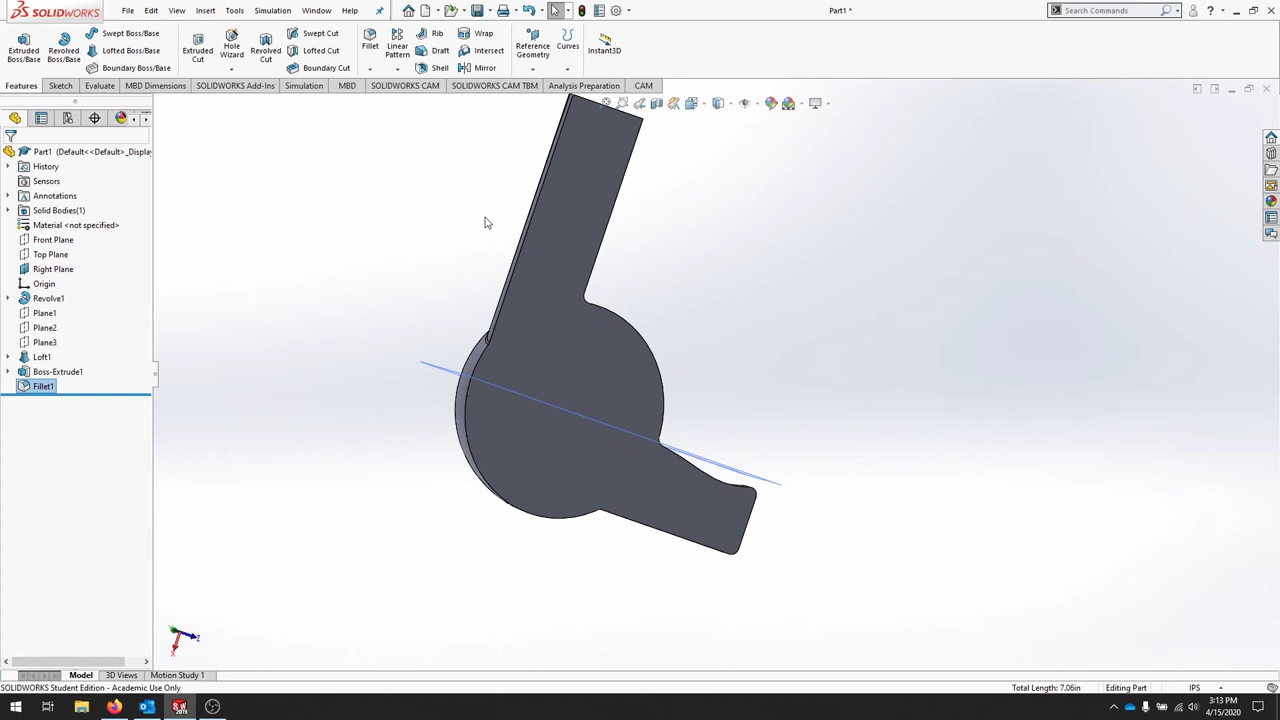 SOLIDWORKS
File Edit View Insert Tools Simulation Window Help
Part1 *
Search Commands
Extruded Boss/Base
Revolved Boss/Base
Swept Boss/Base
Lofted Boss/Base
Boundary Boss/Base
Extruded Cut
Hole Wizard
Revolved Cut
Swept Cut
Lofted Cut
Boundary Cut
Fillet
Linear Pattern
Rib
Draft
Shell
Wrap
Intersect
Mirror
Reference Geometry
Curves
Instant3D
Features Sketch Evaluate MBD Dimensions SOLIDWORKS Add-Ins Simulation MBD SOLIDWORKS CAM SOLIDWORKS CAM TBM Analysis Preparation CAM
Part1 (Default<<Default>_Display
History
Sensors
Annotations
Solid Bodies(1)
Material <not specified>
Front Plane
Top Plane
Right Plane
Origin
Revolve1
Plane1
Plane2
Plane3
Loft1
Boss-Extrude1
Fillet1
Z
X
Model 3D Views Motion Study 1
SOLIDWORKS Student Edition - Academic Use Only
Total Length: 7.06in Editing Part IPS
3:13 PM
4/15/2020